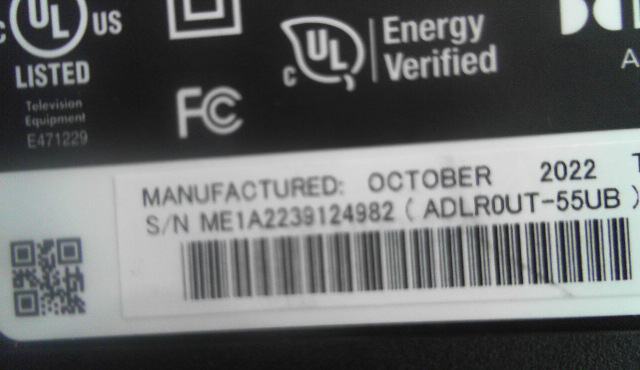 c UL US
LISTED
Television
Equipment
E471229
FC
c UL
Energy
Verified
MANUFACTURED: OCTOBER 2022
S/N ME1A2239124982 ( ADLR0UT-55UB )